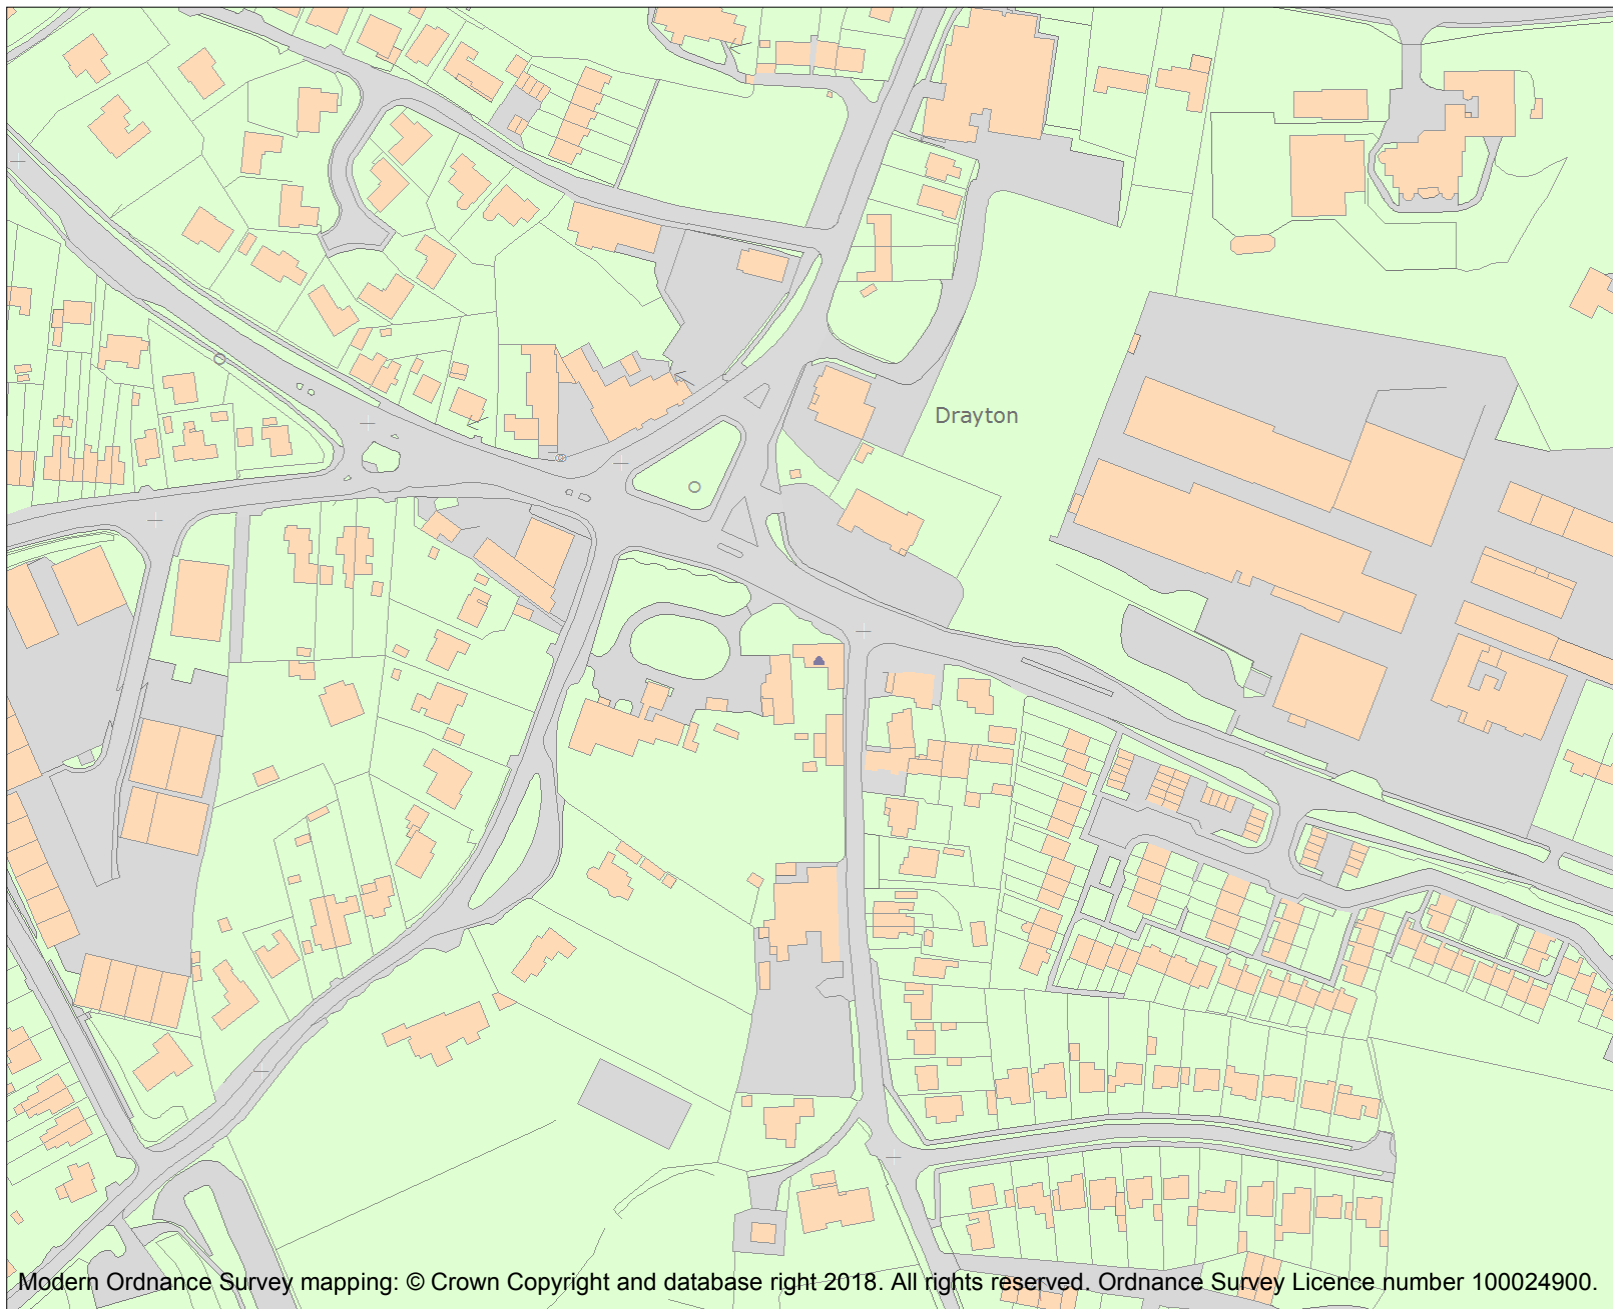 Drayton
Modern Ordnance Survey mapping: © Crown Copyright and database right 2018. All rights reserved. Ordnance Survey Licence number 100024900.